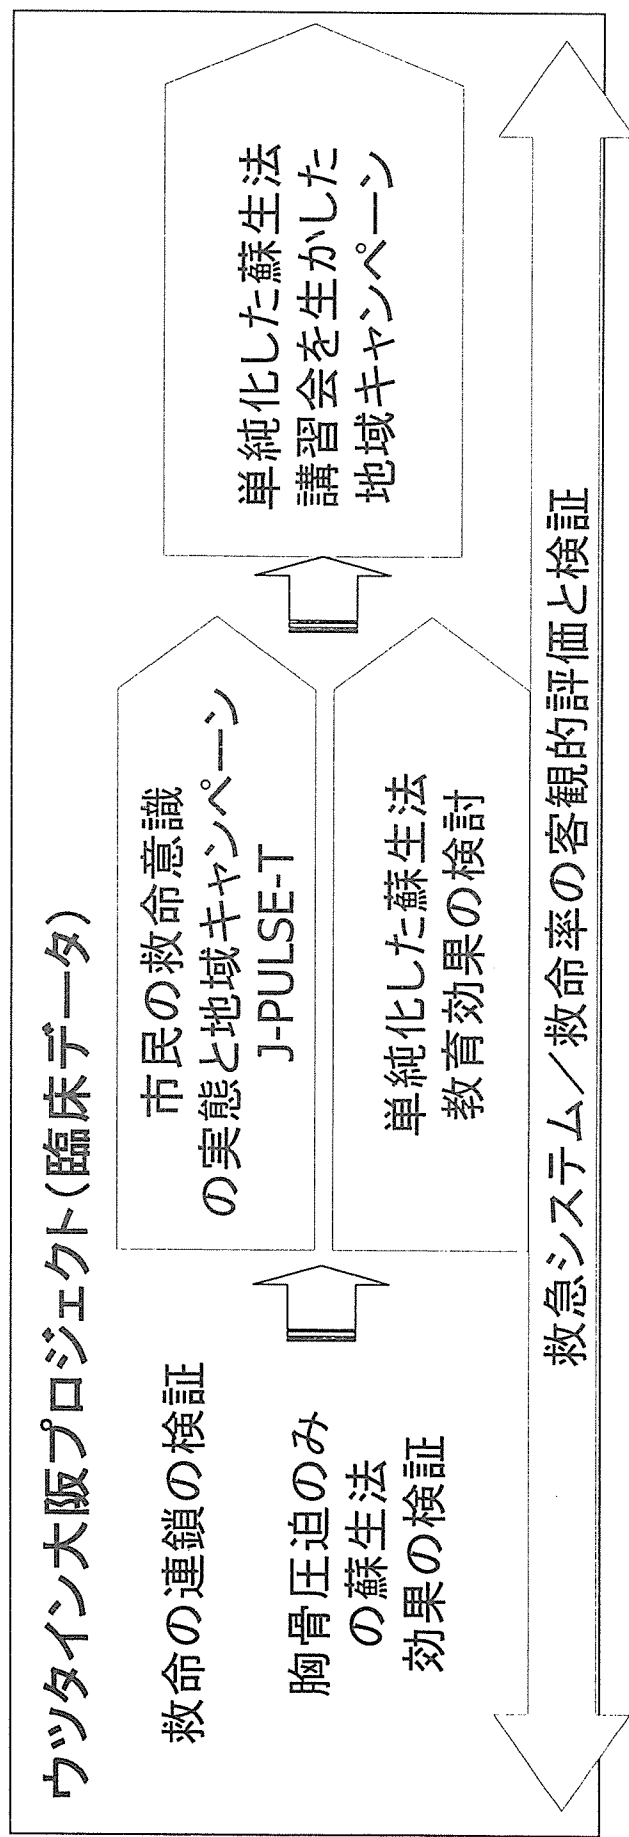 ウツタイン大阪プロジェクト(臨床データ)
救命の連鎖の検証
胸骨圧迫のみ
の蘇生法
効果の検証
市民の救命意識
の実態と地域キャンペーン
J-PULSE-T
単純化した蘇生法
教育効果の検討
単純化した蘇生法
講習会を生かした
地域キャンペーン
救急システム/救命率の客観的評価と検証